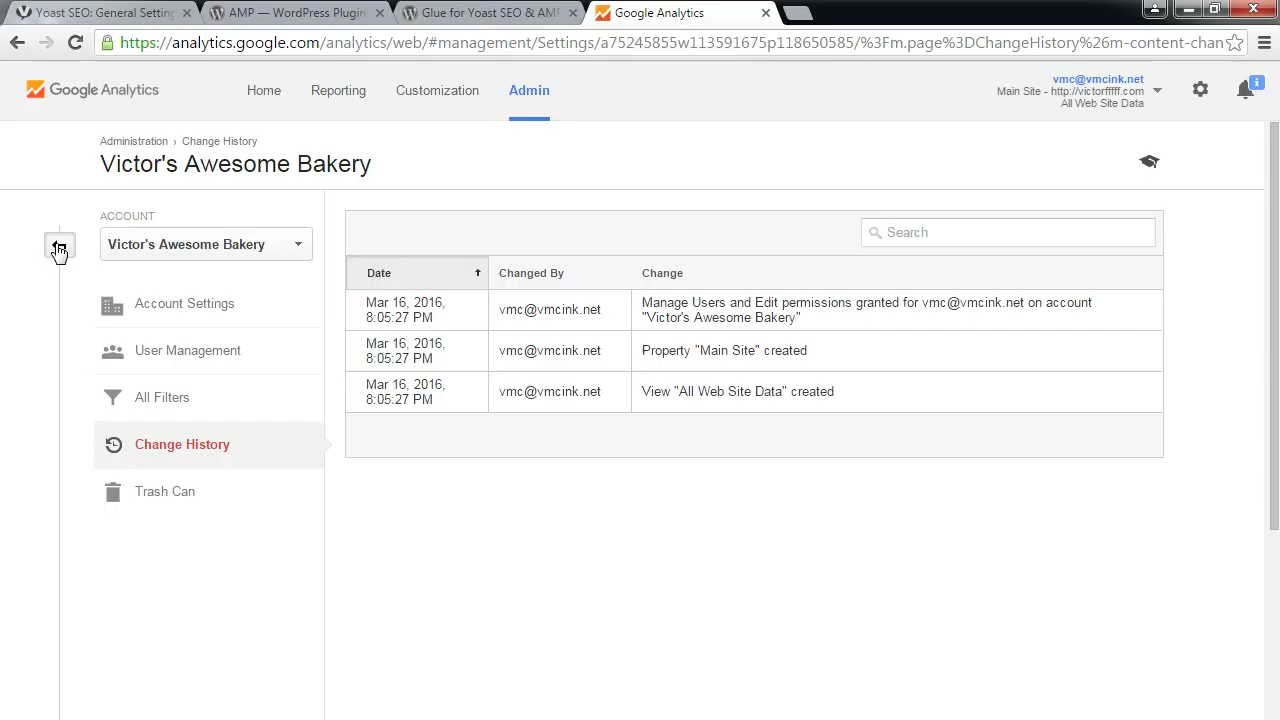 Yoast SEO: General Setting
AMP — WordPress Plugin
Glue for Yoast SEO & AMP
Google Analytics
https://analytics.google.com/analytics/web/#management/Settings/a75245855w113591675p118650585/%3Fm.page%3DChangeHistory%26m-content-chan
Google Analytics
Home
Reporting
Customization
Admin
vmc@vmcink.net
Main Site - http://victorfffff.com
All Web Site Data
Administration › Change History
Victor's Awesome Bakery
ACCOUNT
Victor's Awesome Bakery
Account Settings
User Management
All Filters
Change History
Trash Can
Search
Date
Changed By
Change
Mar 16, 2016,
8:05:27 PM
vmc@vmcink.net
Manage Users and Edit permissions granted for vmc@vmcink.net on account
"Victor's Awesome Bakery"
Mar 16, 2016,
8:05:27 PM
vmc@vmcink.net
Property "Main Site" created
Mar 16, 2016,
8:05:27 PM
vmc@vmcink.net
View "All Web Site Data" created